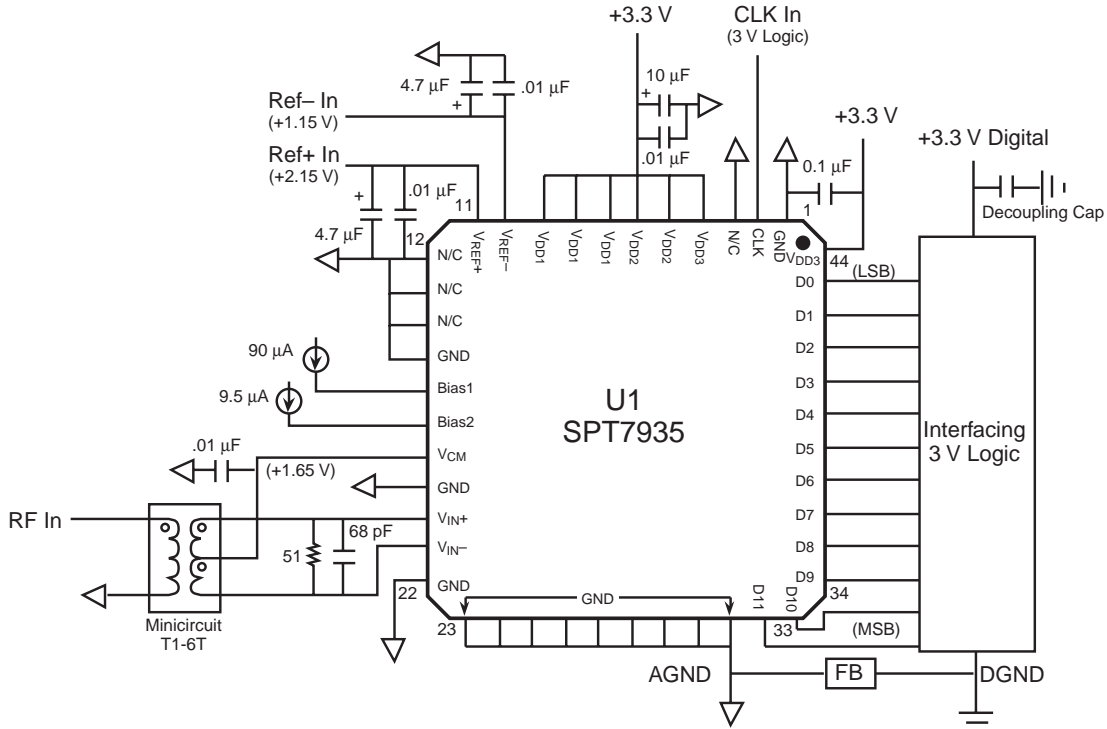 +3.3 V
CLK In
(3 V Logic)
4.7 µF
+
.01 µF
10 µF
+
.01 µF
Ref– In
(+1.15 V)
Ref+ In
(+2.15 V)
+
.01 µF
4.7 µF
+3.3 V
0.1 µF
+3.3 V Digital
Decoupling Cap
11
12
1
44
VREF+
VREF–
VDD1
VDD1
VDD1
VDD2
VDD2
VDD3
N/C
CLK
GND
VDD3
N/C
N/C
N/C
GND
Bias1
Bias2
VCM
GND
VIN+
VIN–
GND
90 µA
9.5 µA
.01 µF
(+1.65 V)
RF In
51
68 pF
Minicircuit
T1-6T
22
23
U1
SPT7935
D0
D1
D2
D3
D4
D5
D6
D7
D8
D9
D10
D11
(LSB)
34
33
(MSB)
Interfacing
3 V Logic
GND
AGND
FB
DGND